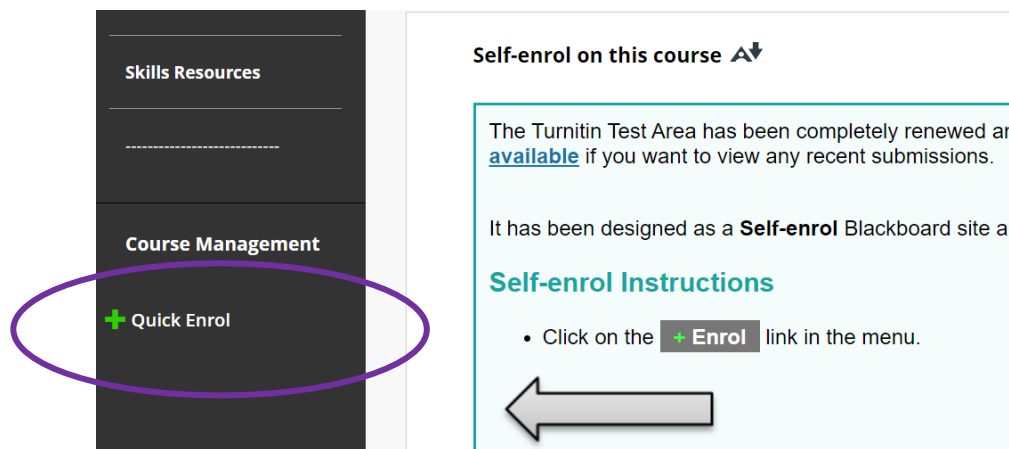 Skills Resources
----------------------------
Course Management
Quick Enrol
Self-enrol on this course
The Turnitin Test Area has been completely renewed
available if you want to view any recent submissions.
It has been designed as a Self-enrol Blackboard site
Self-enrol Instructions
• Click on the + Enrol link in the menu.